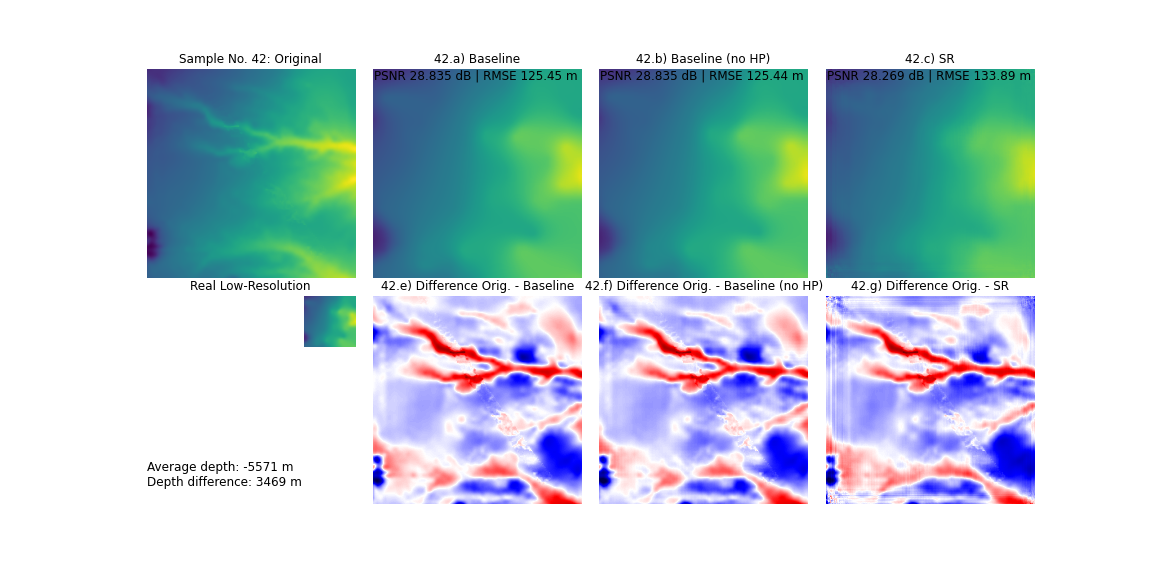 Sample No. 42: Original
42.a) Baseline
42.b) Baseline (no HP)
42.c) SR
PSNR 28.835 dB | RMSE 125.45 m
PSNR 28.835 dB | RMSE 125.44 m
PSNR 28.269 dB | RMSE 133.89 m
Real Low-Resolution
42.e) Difference Orig. - Baseline
42.f) Difference Orig. - Baseline (no HP)
42.g) Difference Orig. - SR
Average depth: -5571 m
Depth difference: 3469 m